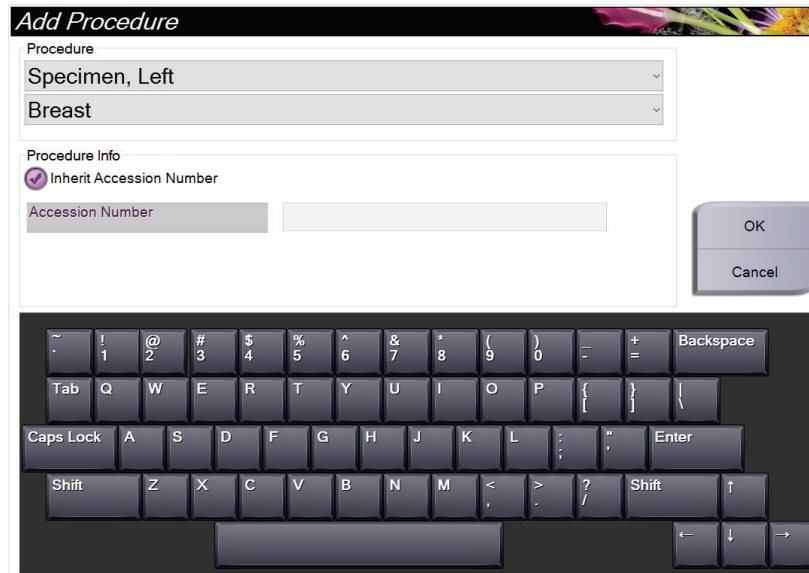 Add Procedure
Procedure
Specimen, Left
Breast
Procedure Info
Inherit Accession Number
Accession Number
OK
Cancel
~ ! @ # $ % ^ & * ( ) _ + Backspace
` 1 2 3 4 5 6 7 8 9 0 - =
Tab Q W E R T Y U I O P { } |
[ ] \
Caps Lock A S D F G H J K L : " Enter
; '
Shift Z X C V B N M < > ? Shift ↑
, . /
← ↓ →